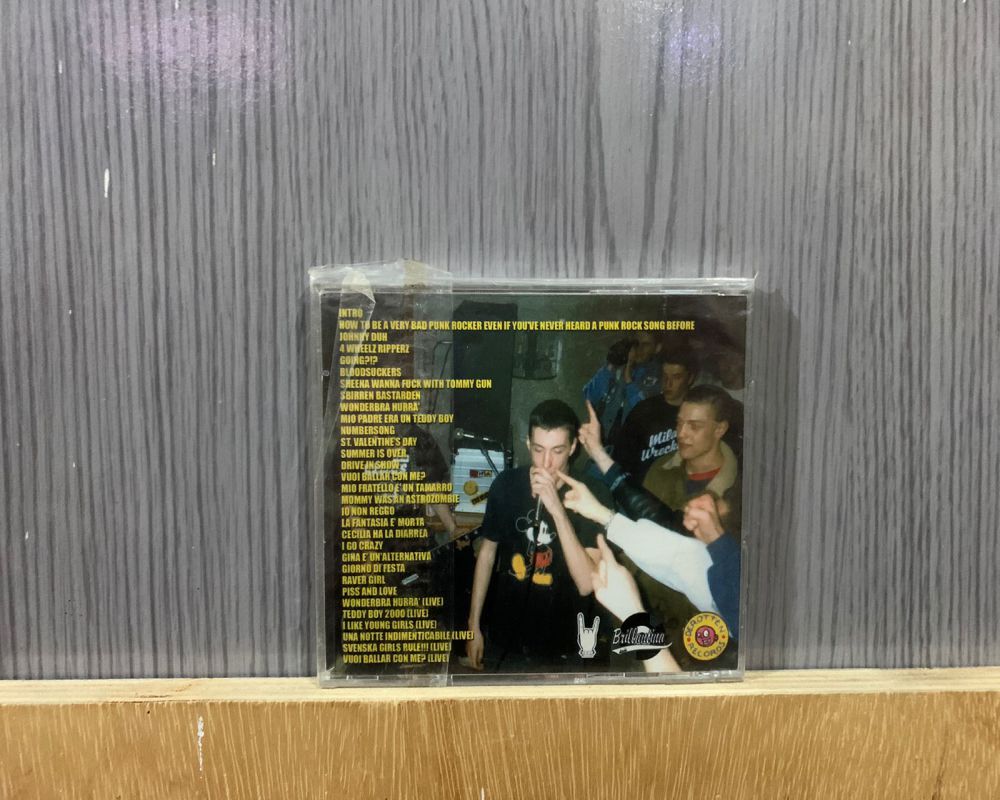 INTRO
HOW TO BE A VERY BAD PUNK ROCKER EVEN IF YOU'VE NEVER HEARD A PUNK ROCK SONG BEFORE
JOHNNY DUH
4 WHEELZ RIPPERZ
GOING?!?
BLOODSUCKERS
SHEENA WANNA FUCK WITH TOMMY GUN
SBIRREN BASTARDEN
WONDERBRA HURRA'
MIO PADRE ERA UN TEDDY BOY
NUMBERSONG
ST. VALENTINE'S DAY
SUMMER IS OVER
DRIVE IN SHOW
VUOI BALLAR CON ME?
MIO FRATELLO E' UN TAMARRO
MOMMY WAS AN ASTROZOMBIE
IO NON REGGO
LA FANTASIA E' MORTA
CECILIA HA LA DIARREA
I GO CRAZY
GINA E' UN'ALTERNATIVA
GIORNO DI FESTA
RAVER GIRL
PISS AND LOVE
WONDERBRA HURRA' (LIVE)
TEDDY BOY 2000 (LIVE)
I LIKE YOUNG GIRLS (LIVE)
UNA NOTTE INDIMENTICABILE (LIVE)
SVENSKA GIRLS RULE!!! (LIVE)
VUOI BALLAR CON ME? (LIVE)
Brillantina
DEROTTEN RECORDS